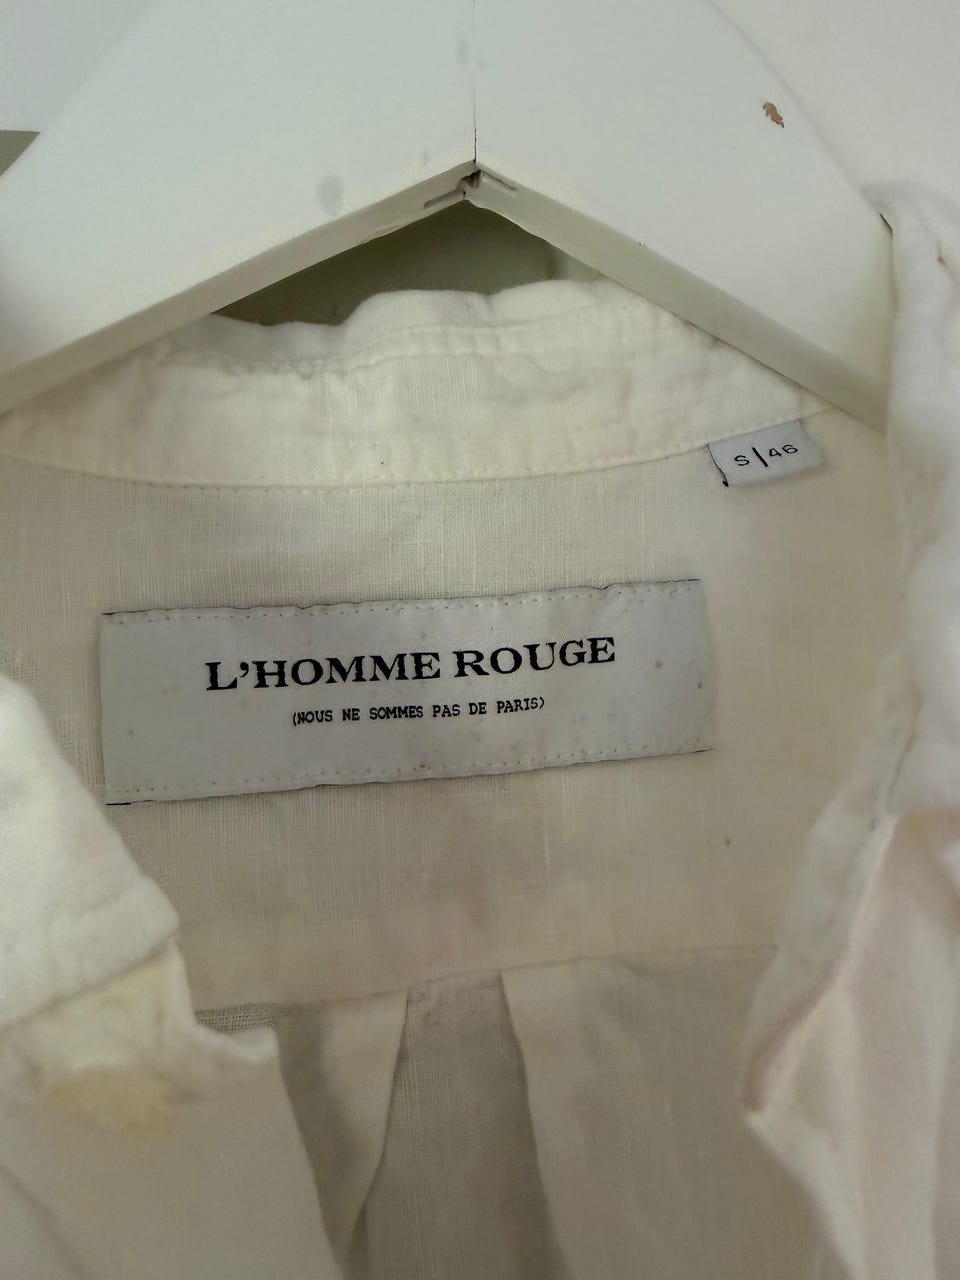 S|46
L'HOMME ROUGE
(NOUS NE SOMMES PAS DE PARIS)